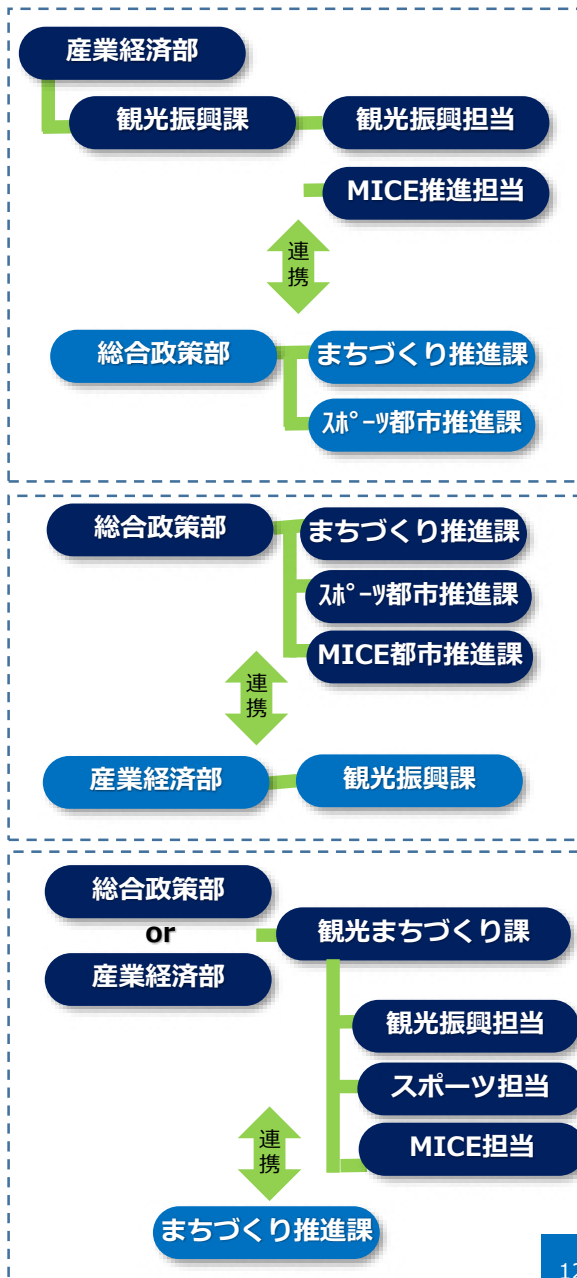 産業経済部
観光振興課
観光振興担当
MICE推進担当
連携
総合政策部
まちづくり推進課
ｽﾎﾟｰﾂ都市推進課
総合政策部
まちづくり推進課
ｽﾎﾟｰﾂ都市推進課
MICE都市推進課
連携
産業経済部
観光振興課
総合政策部
or
産業経済部
観光まちづくり課
観光振興担当
スポーツ担当
MICE担当
連携
まちづくり推進課